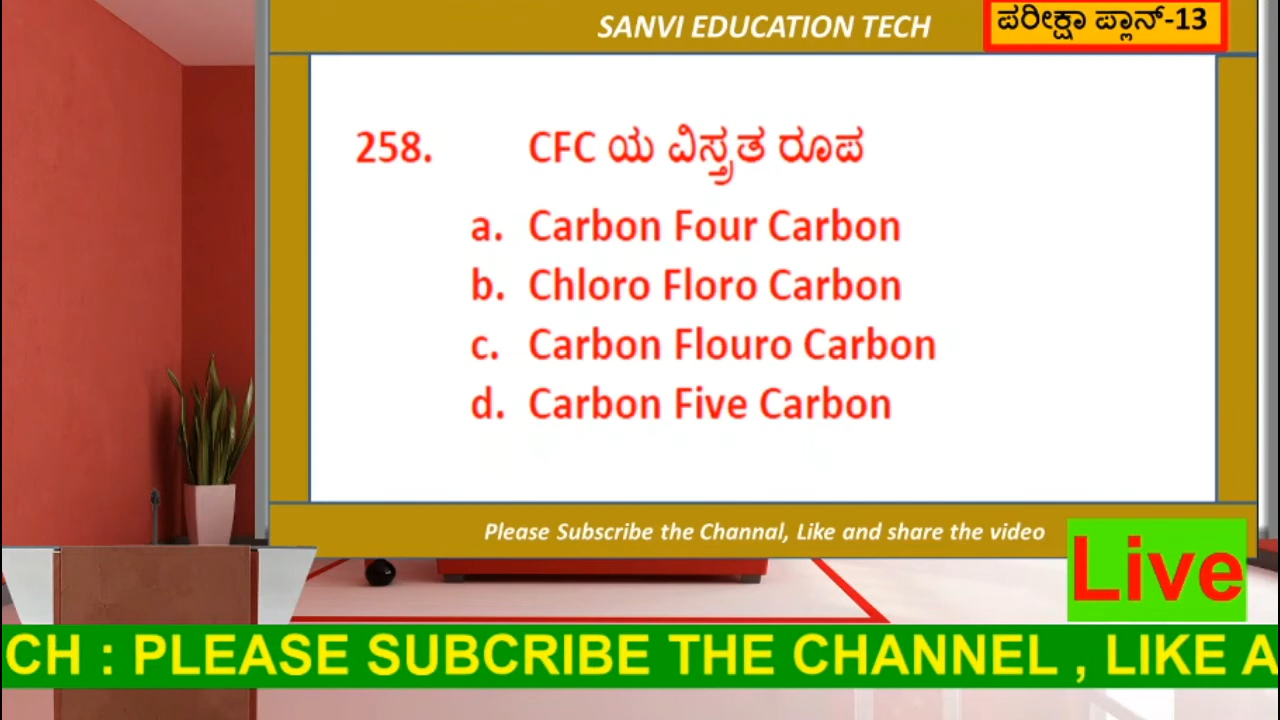 SANVI EDUCATION TECH
ಪರೀಕ್ಷಾ ಪ್ಲಾನ್-13
258. CFC ಯ ವಿಸ್ತ್ರತ ರೂಪ
a. Carbon Four Carbon
b. Chloro Floro Carbon
c. Carbon Flouro Carbon
d. Carbon Five Carbon
Please Subscribe the Channal, Like and share the video
Live
CH : PLEASE SUBCRIBE THE CHANNEL , LIKE A